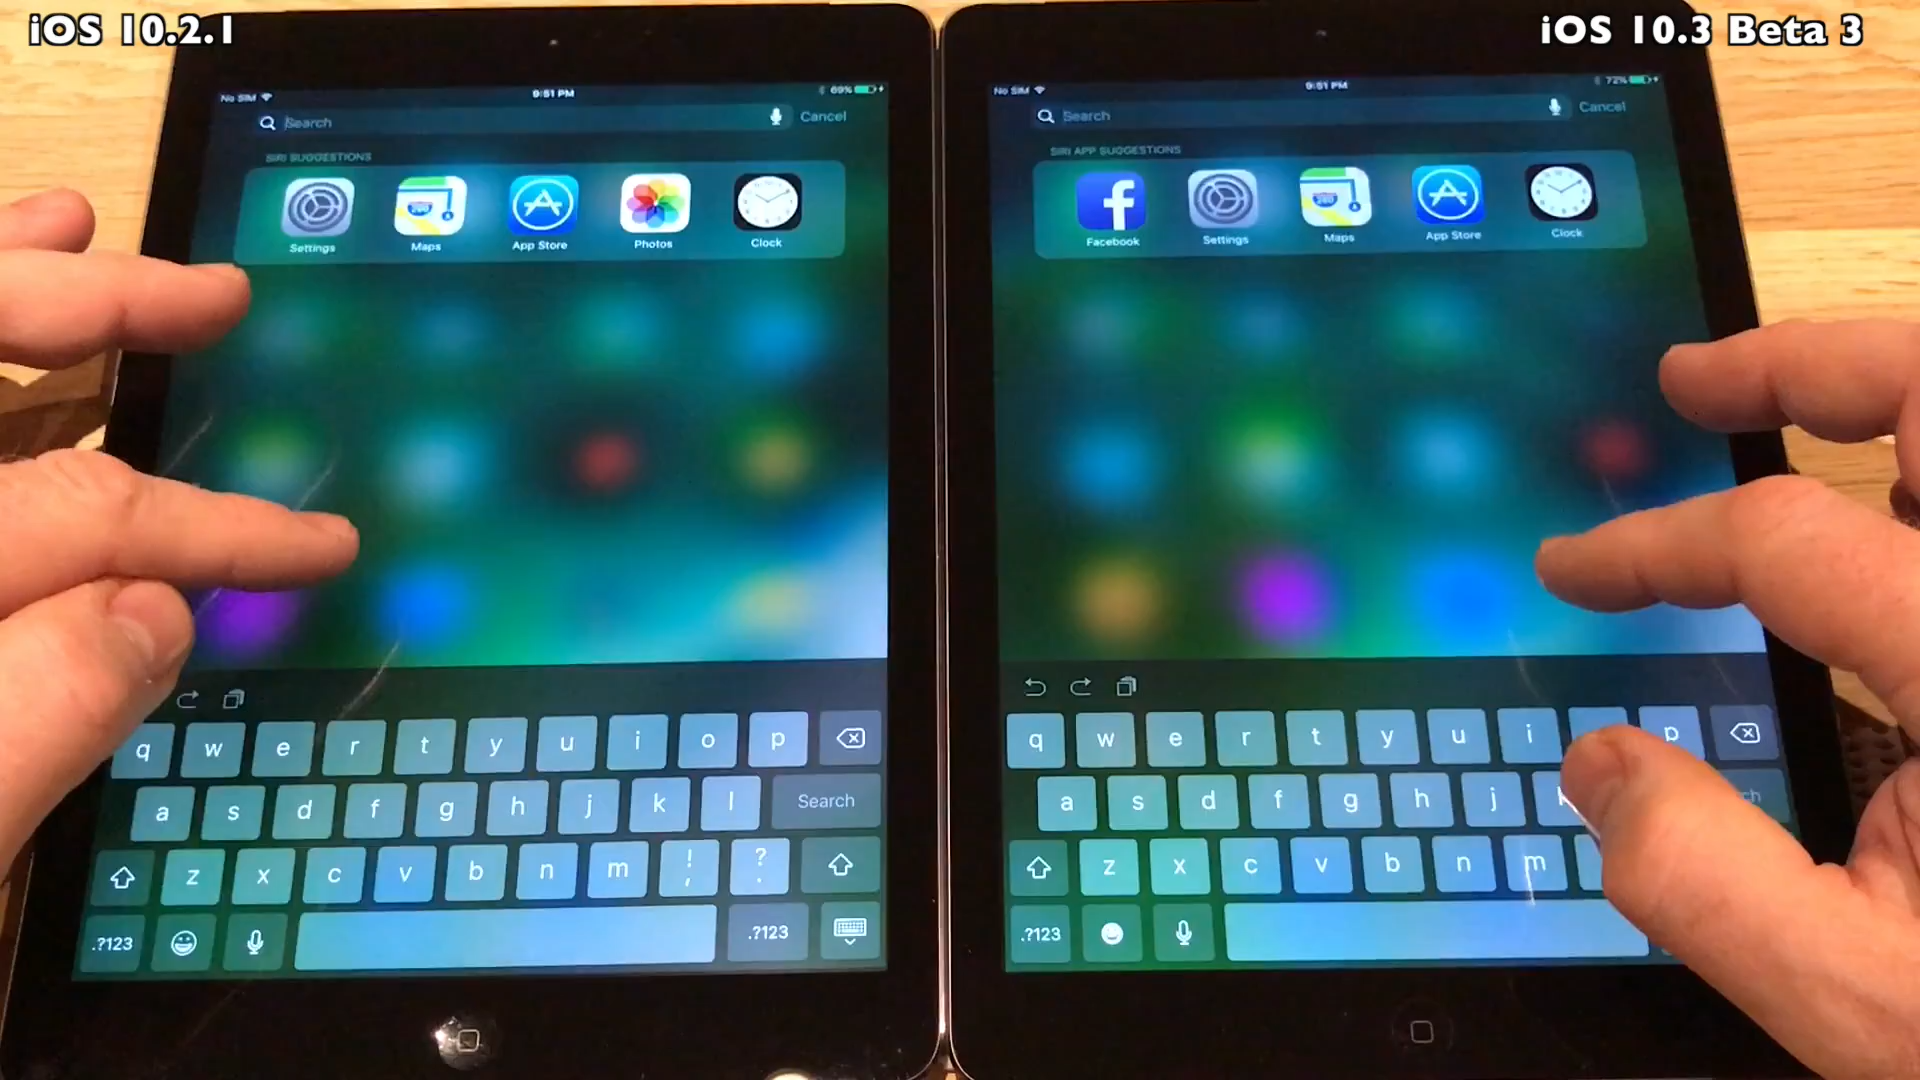 iOS 10.2.1
iOS 10.3 Beta 3
No SIM 9:51 PM 69%
Search Cancel
SIRI SUGGESTIONS
Settings Maps App Store Photos Clock
q w e r t y u i o p
a s d f g h j k l Search
z x c v b n m ! , ? .
.?123 .?123
No SIM 9:51 PM 72%
Search Cancel
SIRI APP SUGGESTIONS
Facebook Settings Maps App Store Clock
q w e r t y u i p
a s d f g h j
z x c v b n m
.?123